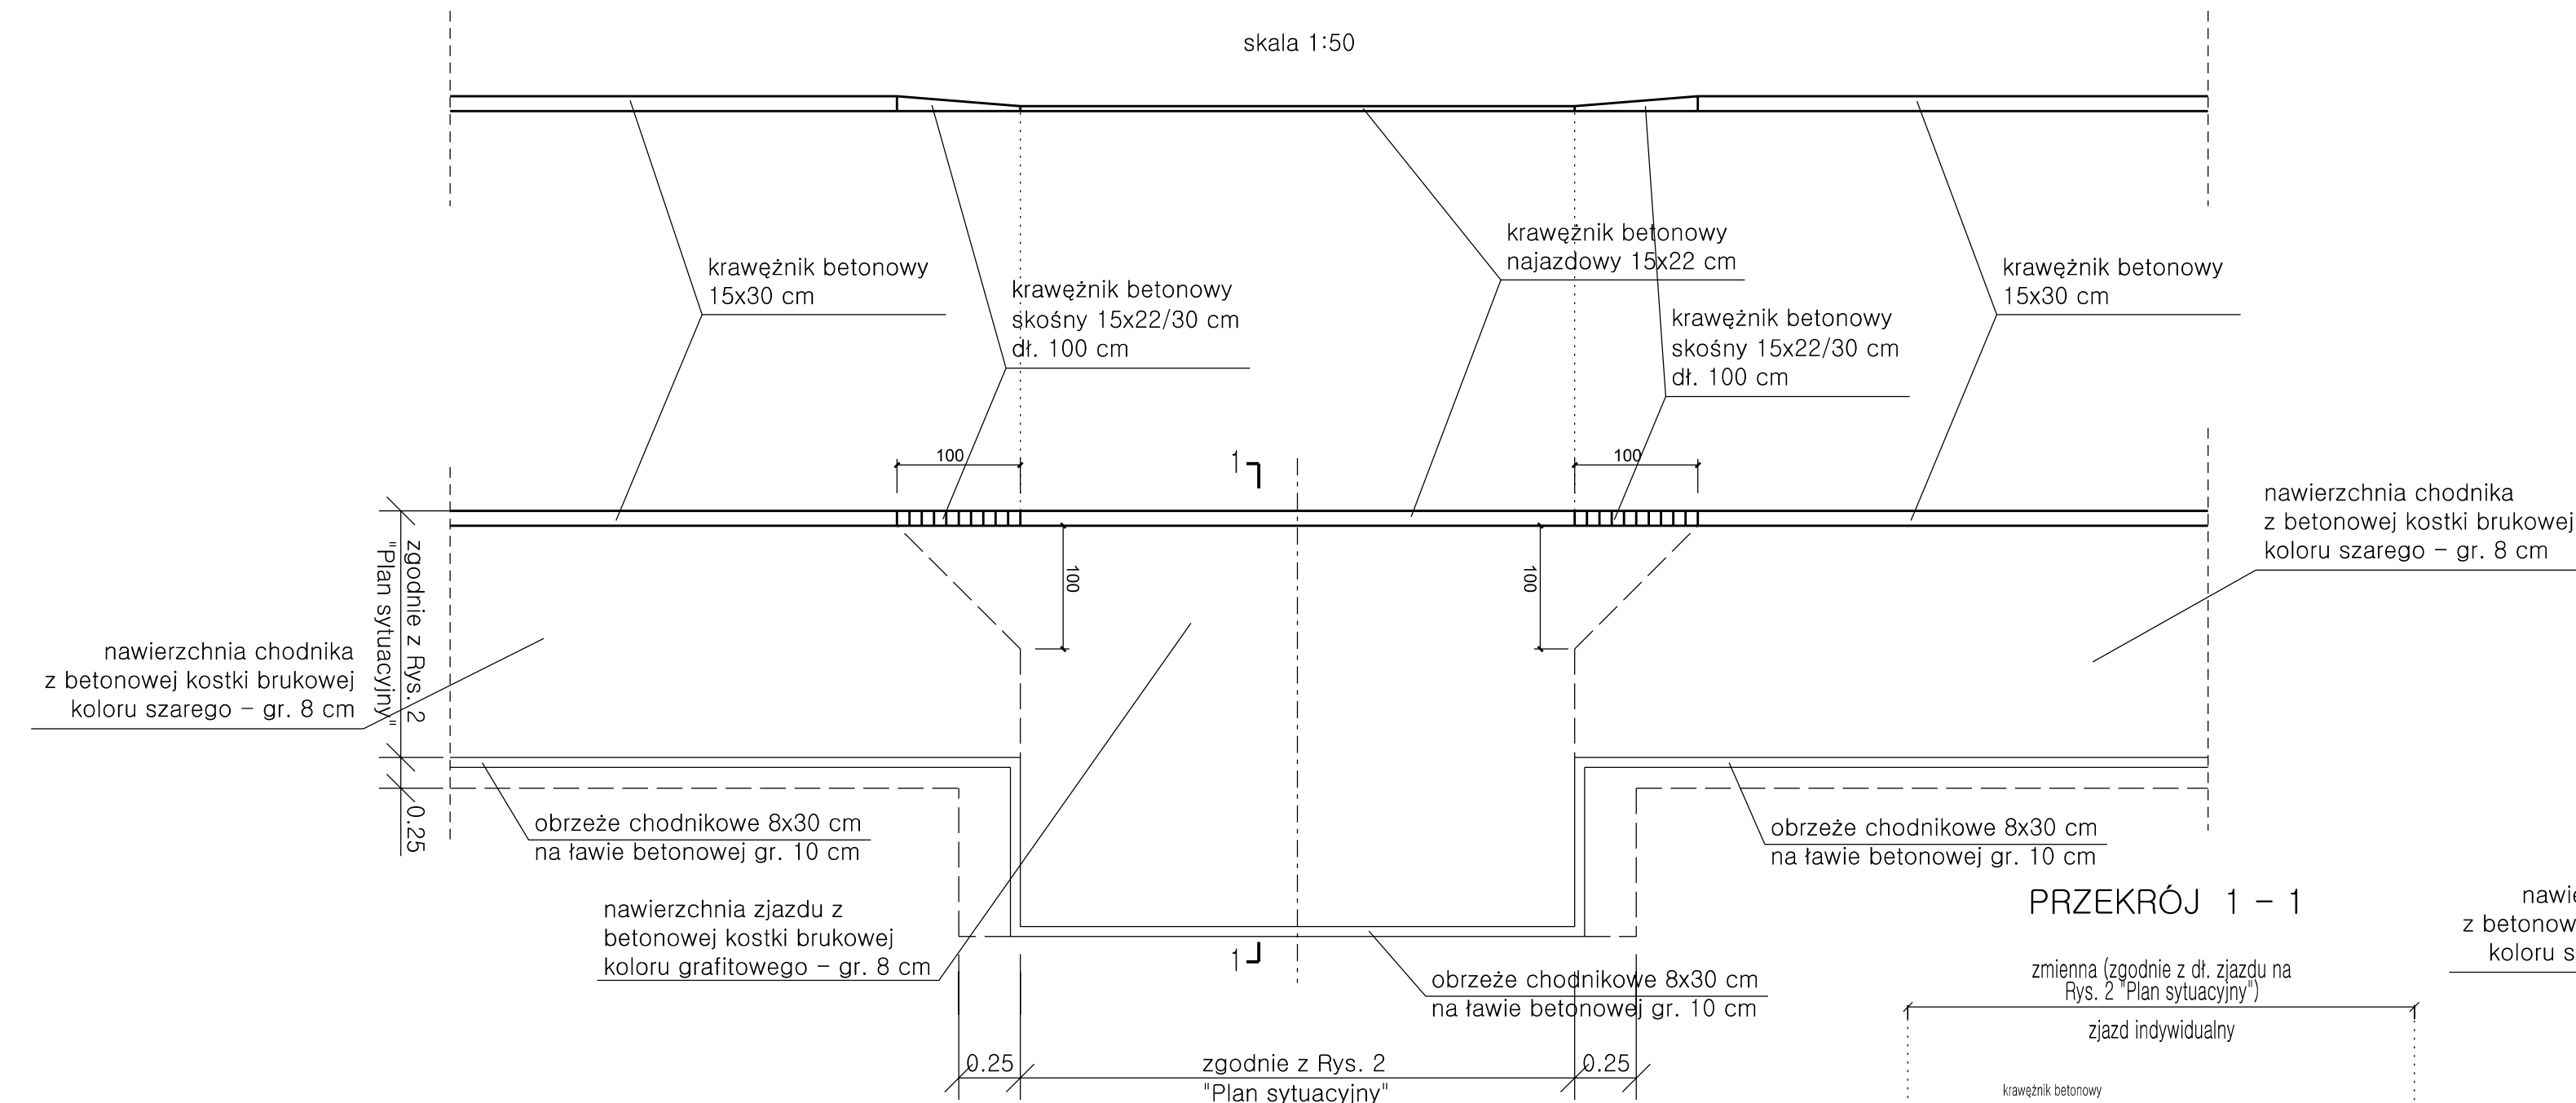 skala 1:50
krawężnik betonowy
15x30 cm
krawężnik betonowy
skośny 15x22/30 cm
dł. 100 cm
krawężnik betonowy
najazdowy 15x22 cm
krawężnik betonowy
skośny 15x22/30 cm
dł. 100 cm
krawężnik betonowy
15x30 cm
100
1
100
nawierzchnia chodnika
z betonowej kostki brukowej
koloru szarego - gr. 8 cm
zgodnie z Rys. 2
"Plan sytuacyjny"
0.25
100
100
nawierzchnia chodnika
z betonowej kostki brukowej
koloru szarego - gr. 8 cm
obrzeże chodnikowe 8x30 cm
na ławie betonowej gr. 10 cm
obrzeże chodnikowe 8x30 cm
na ławie betonowej gr. 10 cm
nawierzchnia zjazdu z
betonowej kostki brukowej
koloru grafitowego - gr. 8 cm
1
obrzeże chodnikowe 8x30 cm
na ławie betonowej gr. 10 cm
0.25
zgodnie z Rys. 2
"Plan sytuacyjny"
0.25
PRZEKRÓJ 1 - 1
zmienna (zgodnie z dł. zjazdu na
Rys. 2 "Plan sytuacyjny")
zjazd indywidualny
krawężnik betonowy
z
koloru